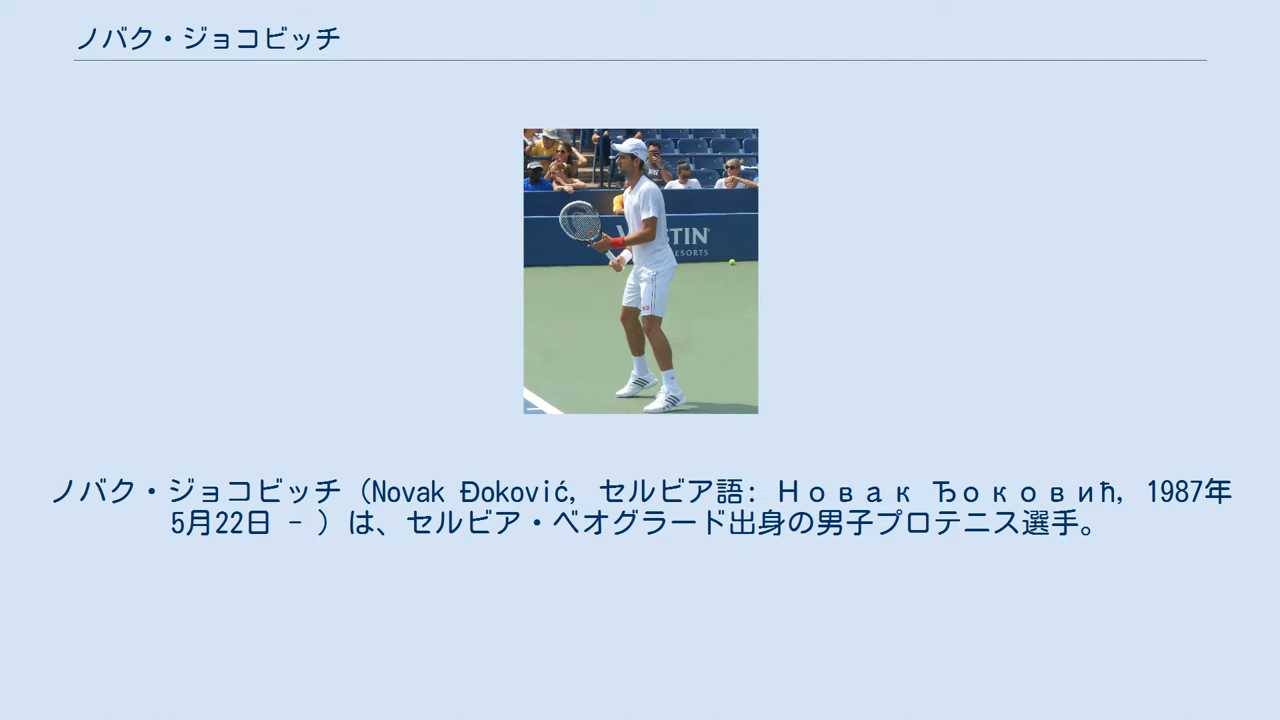 ノバク・ジョコビッチ
W STIN
ESORTS
ノバク・ジョコビッチ（Novak Đoković, セルビア語: Новак Ђоковић, 1987年
5月22日 - ）は、セルビア・ベオグラード出身の男子プロテニス選手。